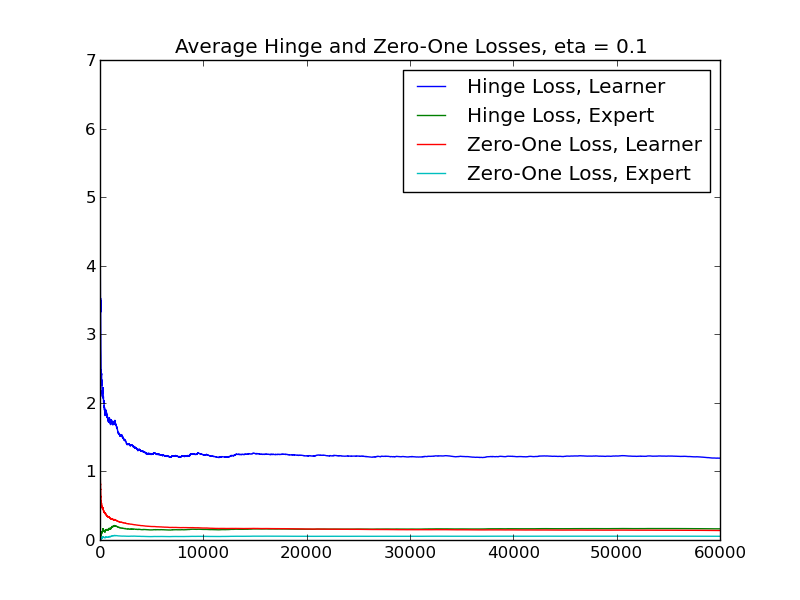 Average Hinge and Zero-One Losses, eta = 0.1
7
6
5
4
3
2
1
0
Hinge Loss, Learner
Hinge Loss, Expert
Zero-One Loss, Learner
Zero-One Loss, Expert
0 10000 20000 30000 40000 50000 60000